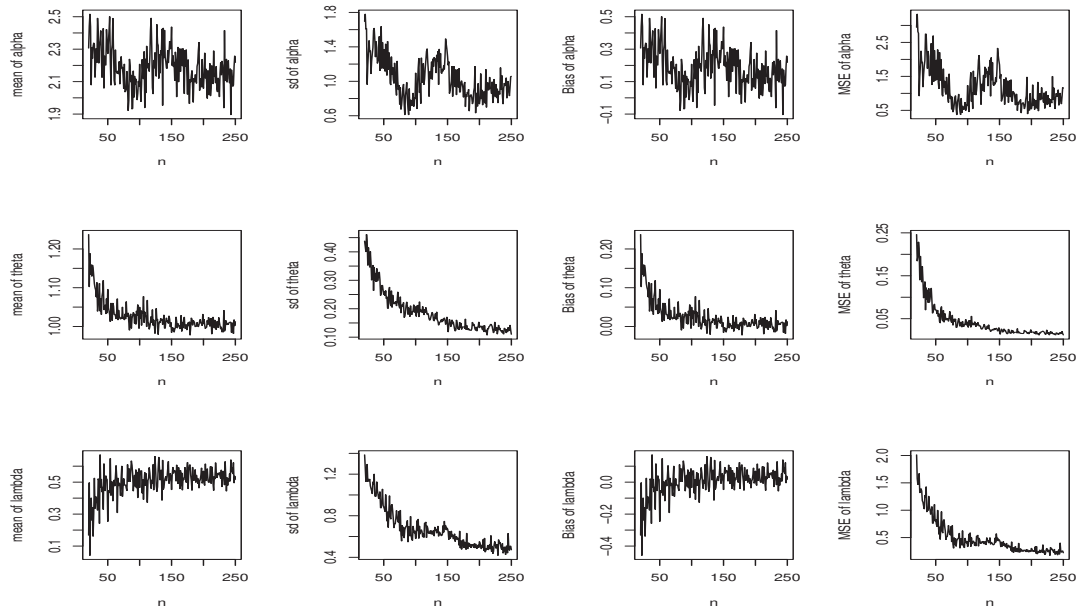 mean of alpha
1.9 2.1 2.3 2.5
50 150 250
n
sd of alpha
0.6 1.0 1.4 1.8
50 150 250
n
Bias of alpha
−0.1 0.1 0.3 0.5
50 150 250
n
MSE of alpha
0.5 1.5 2.5
50 150 250
n
mean of theta
1.00 1.10 1.20
50 150 250
n
sd of theta
0.10 0.20 0.30 0.40
50 150 250
n
Bias of theta
0.00 0.10 0.20
50 150 250
n
MSE of theta
0.05 0.15 0.25
50 150 250
n
mean of lambda
0.1 0.3 0.5
50 150 250
n
sd of lambda
0.4 0.8 1.2
50 150 250
n
Bias of lambda
−0.4 −0.2 0.0
50 150 250
n
MSE of lambda
0.5 1.0 1.5 2.0
50 150 250
n